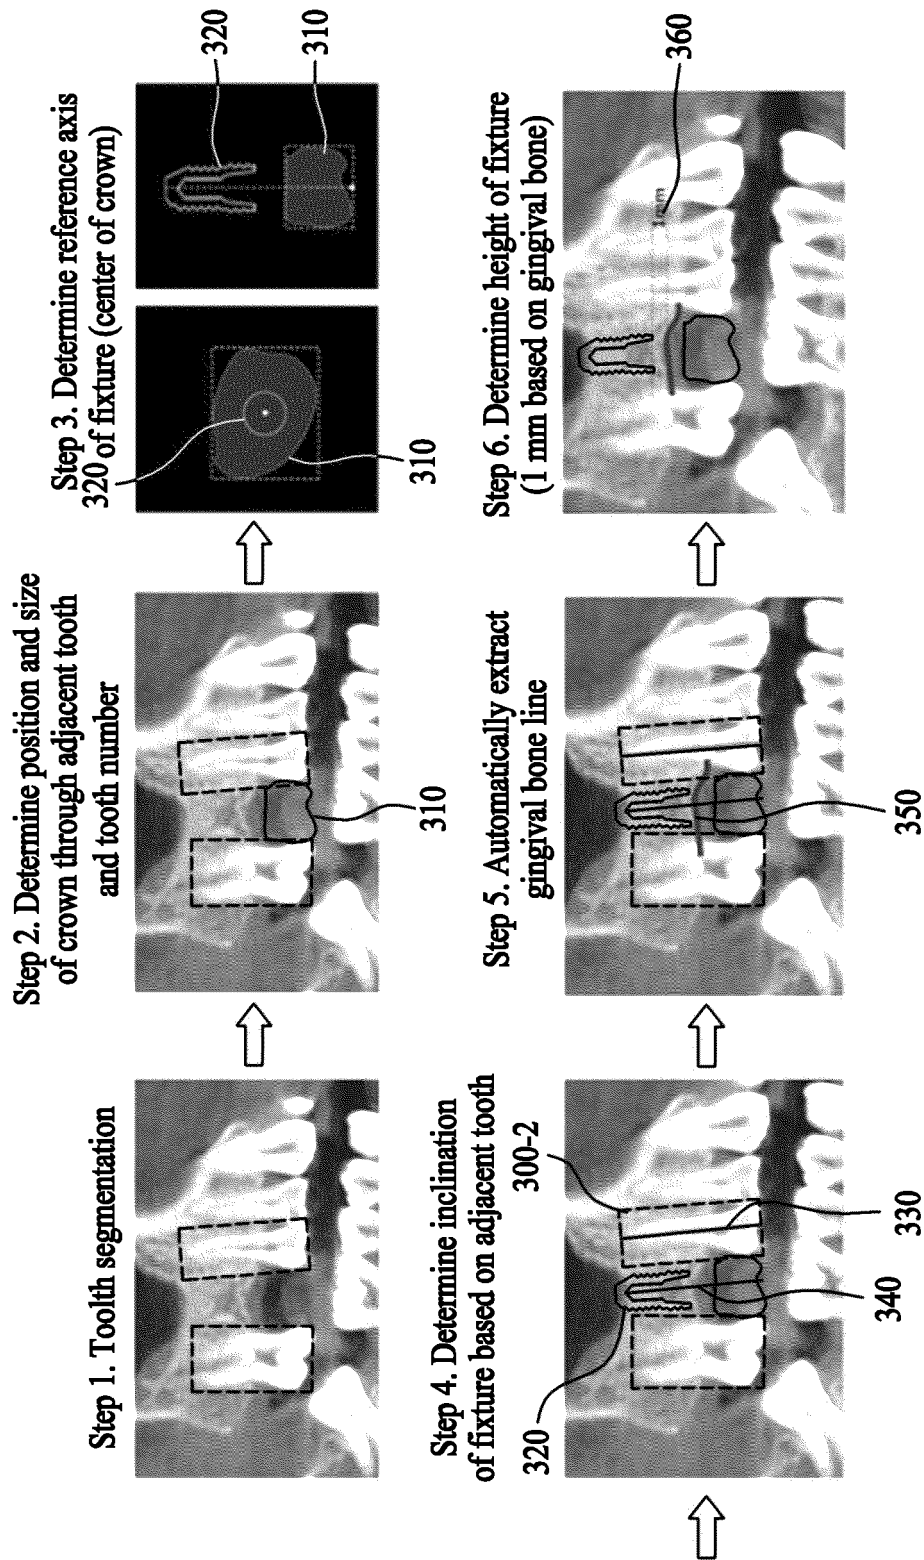 Step 1. Toolth segmentation
Step 2. Determine position and size
of crown through adjacent tooth
and tooth number
310
Step 3. Determine reference axis
320 of fixture (center of crown)
310
320
310
Step 4. Determine inclination
of fixture based on adjacent tooth
320
300-2
340
330
Step 5. Automatically extract
gingival bone line
350
Step 6. Determine height of fixture
(1 mm based on gingival bone)
1mm
360